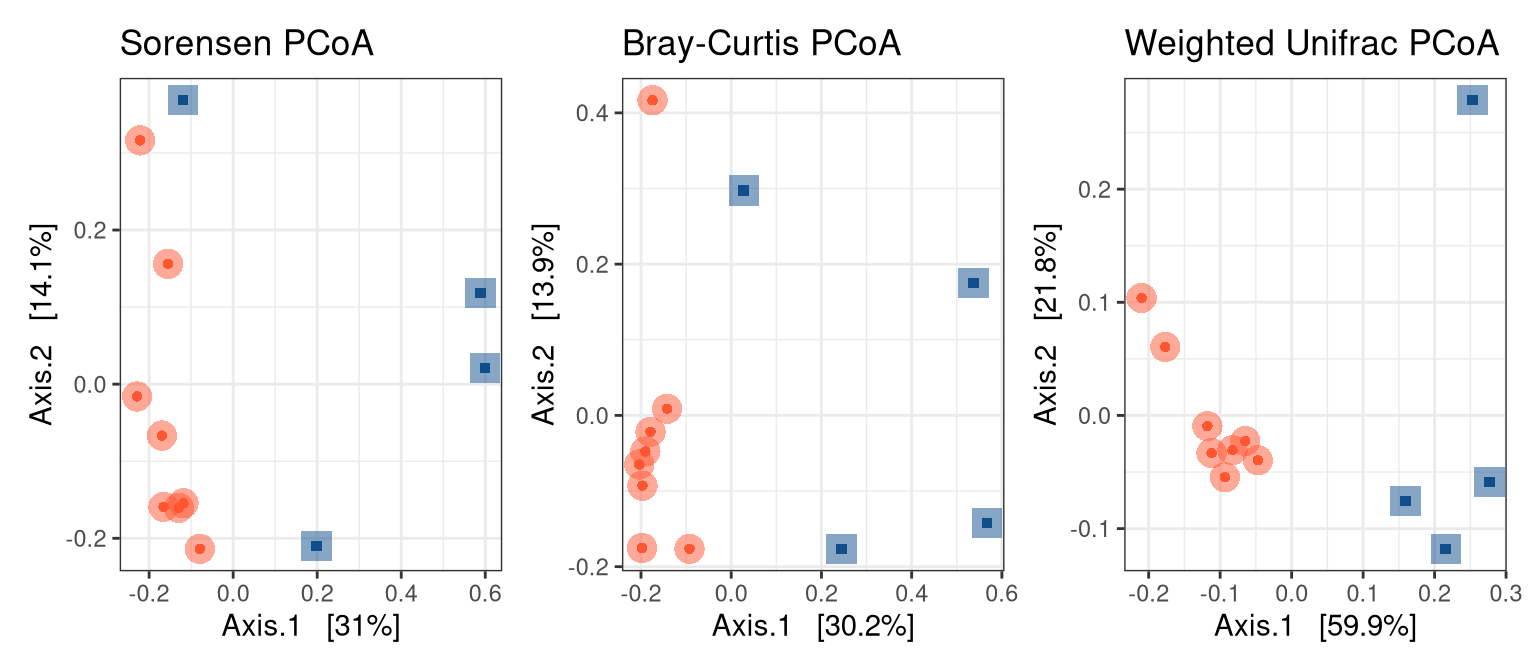 Sorensen PCoA
Axis.2 [14.1%]
0.2
0.0
-0.2
-0.2 0.0 0.2 0.4 0.6
Axis.1 [31%]
Bray-Curtis PCoA
Axis.2 [13.9%]
0.4
0.2
0.0
-0.2
-0.2 0.0 0.2 0.4 0.6
Axis.1 [30.2%]
Weighted Unifrac PCoA
Axis.2 [21.8%]
0.2
0.1
0.0
-0.1
-0.2 -0.1 0.0 0.1 0.2 0.3
Axis.1 [59.9%]